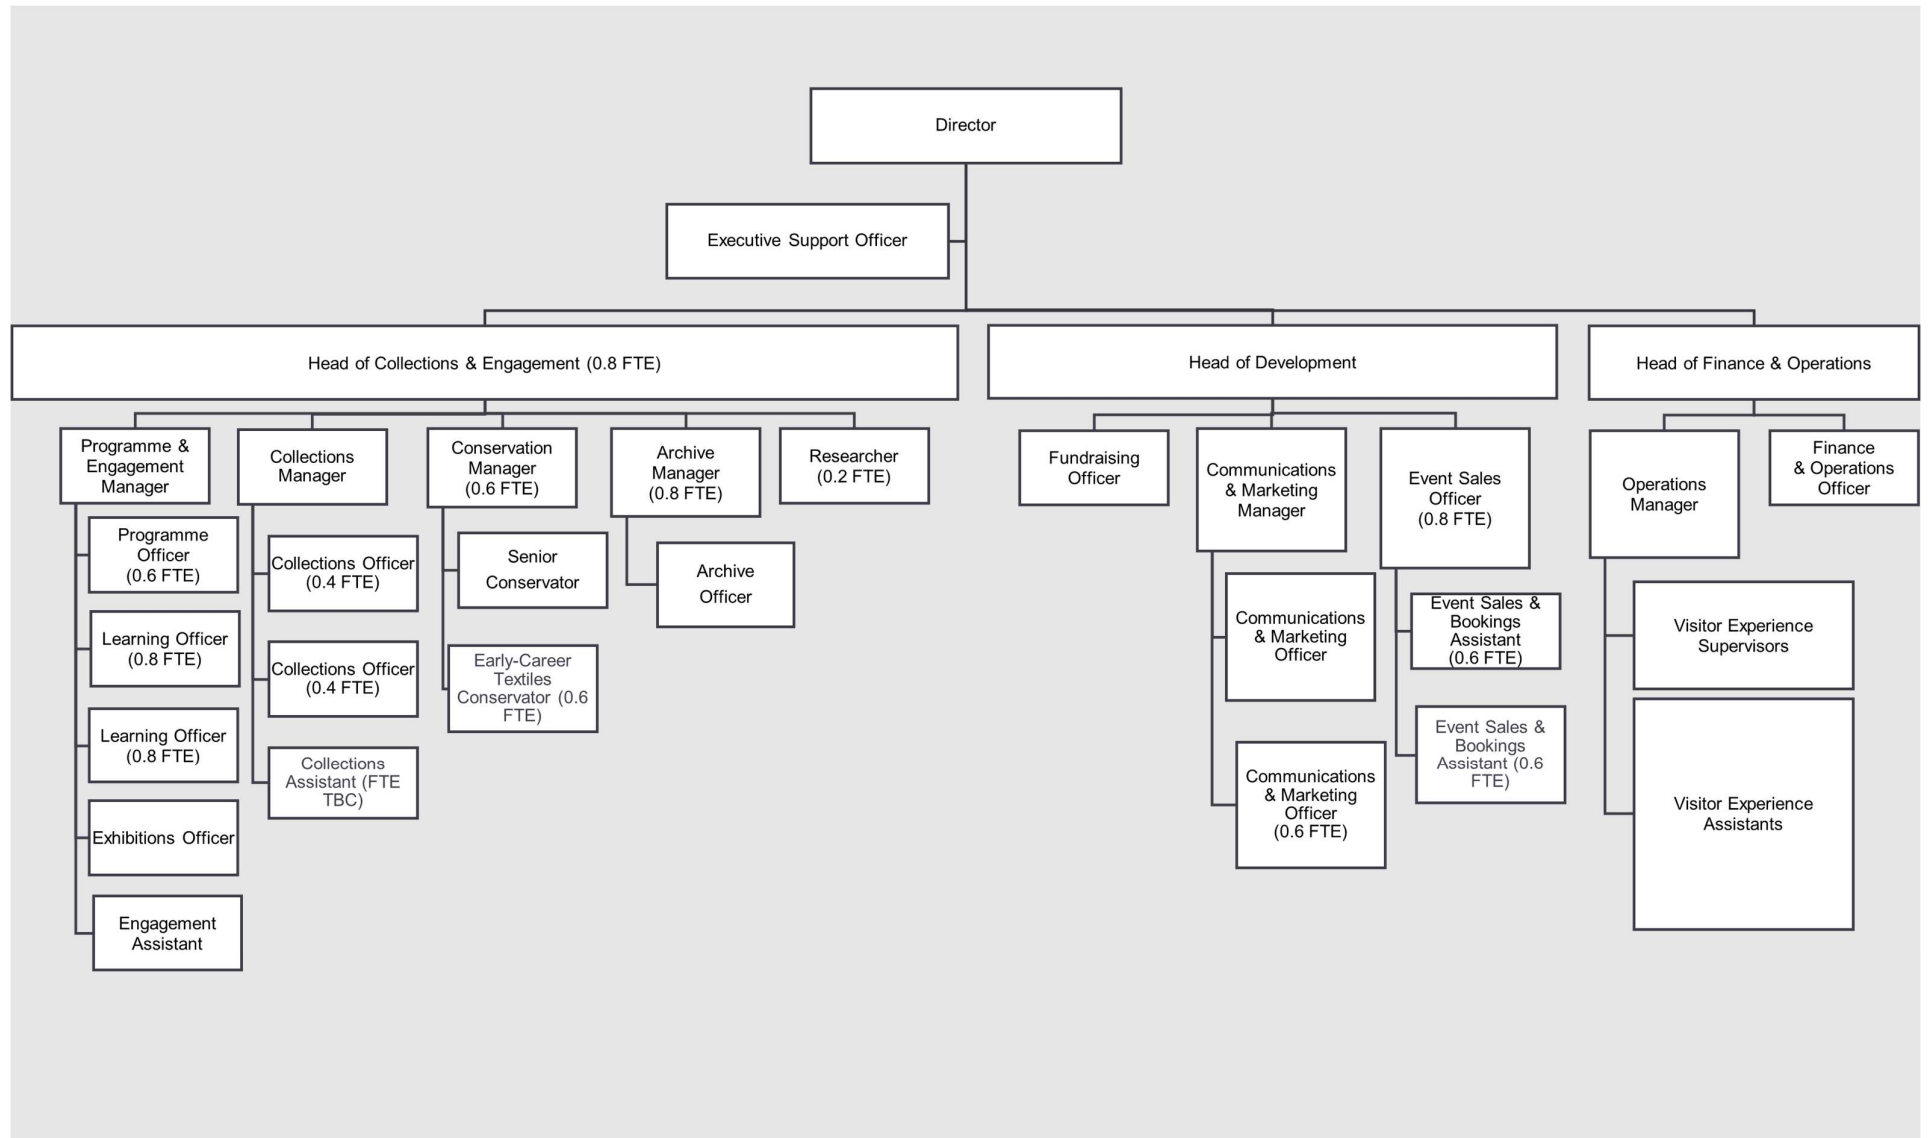 Director
Executive Support Officer
Head of Collections & Engagement (0.8 FTE)
Head of Development
Head of Finance & Operations
Programme &
Engagement
Manager
Collections
Manager
Conservation
Manager
(0.6 FTE)
Archive
Manager
(0.8 FTE)
Researcher
(0.2 FTE)
Fundraising
Officer
Communications
& Marketing
Manager
Event Sales
Officer
(0.8 FTE)
Operations
Manager
Finance
& Operations
Officer
Programme
Officer
(0.6 FTE)
Learning Officer
(0.8 FTE)
Learning Officer
(0.8 FTE)
Exhibitions Officer
Engagement
Assistant
Collections Officer
(0.4 FTE)
Collections Officer
(0.4 FTE)
Collections
Assistant (FTE
TBC)
Senior
Conservator
Early-Career
Textiles
Conservator (0.6
FTE)
Archive
Officer
Communications
& Marketing
Officer
Communications
& Marketing
Officer
(0.6 FTE)
Event Sales &
Bookings
Assistant
(0.6 FTE)
Event Sales &
Bookings
Assistant (0.6
FTE)
Visitor Experience
Supervisors
Visitor Experience
Assistants